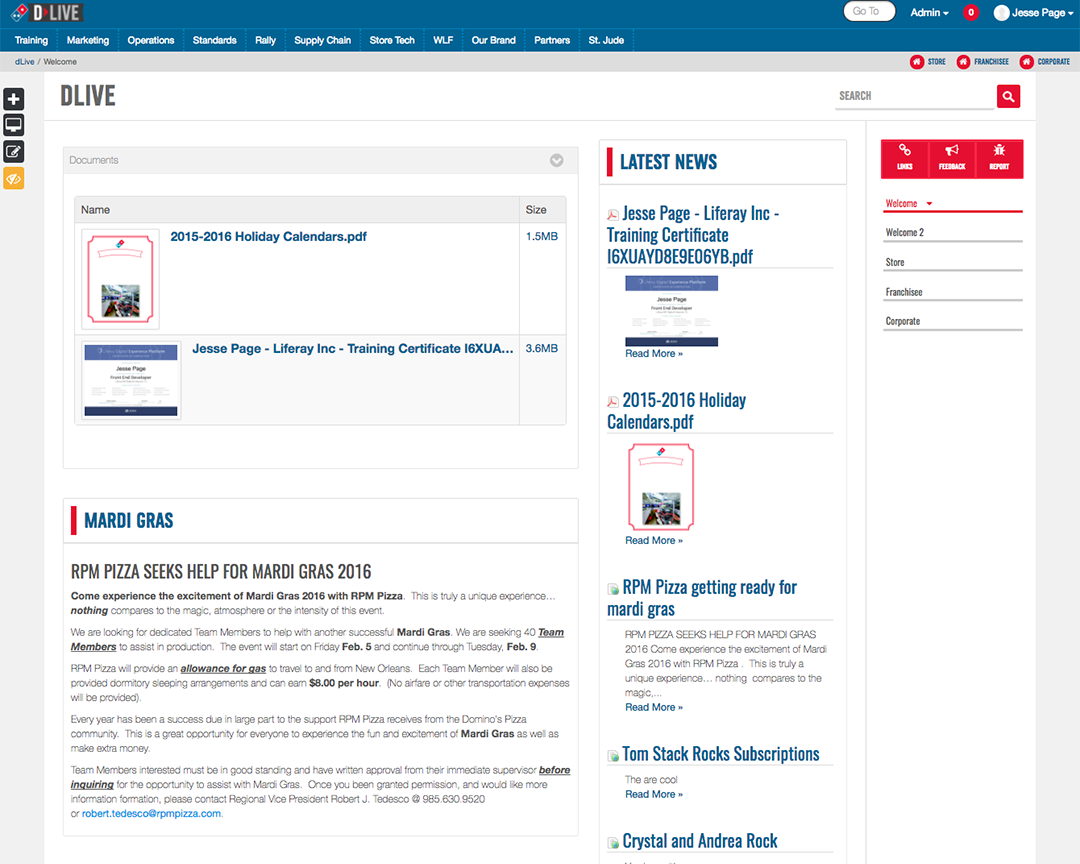 D LIVE
Go To
Admin
0
Jesse Page
Training
Marketing
Operations
Standards
Rally
Supply Chain
Store Tech
WLF
Our Brand
Partners
St. Jude
dLive / Welcome
STORE
FRANCHISEE
CORPORATE
DLIVE
SEARCH
Documents
Name
Size
2015-2016 Holiday Calendars.pdf
1.5MB
Jesse Page - Liferay Inc - Training Certificate I6XUA...
3.6MB
Jesse Page
Front End Developer
MARDI GRAS
RPM PIZZA SEEKS HELP FOR MARDI GRAS 2016
Come experience the excitement of Mardi Gras 2016 with RPM Pizza. This is truly a unique experience…
nothing compares to the magic, atmosphere or the intensity of this event.
We are looking for dedicated Team Members to help with another successful Mardi Gras. We are seeking 40 Team
Members to assist in production. The event will start on Friday Feb. 5 and continue through Tuesday, Feb. 9.
RPM Pizza will provide an allowance for gas to travel to and from New Orleans. Each Team Member will also be
provided dormitory sleeping arrangements and can earn $8.00 per hour. (No airfare or other transportation expenses
will be provided).
Every year has been a success due in large part to the support RPM Pizza receives from the Domino's Pizza
community. This is a great opportunity for everyone to experience the fun and excitement of Mardi Gras as well as
make extra money.
Team Members interested must be in good standing and have written approval from their immediate supervisor before
inquiring for the opportunity to assist with Mardi Gras. Once you been granted permission, and would like more
information formation, please contact Regional Vice President Robert J. Tedesco @ 985.630.9520
or robert.tedesco@rpmpizza.com.
LATEST NEWS
Jesse Page - Liferay Inc -
Training Certificate
I6XUAYD8E9E06YB.pdf
Jesse Page
Front End Developer
Read More »
2015-2016 Holiday
Calendars.pdf
Read More »
RPM Pizza getting ready for
mardi gras
RPM PIZZA SEEKS HELP FOR MARDI GRAS
2016 Come experience the excitement of Mardi
Gras 2016 with RPM Pizza . This is truly a
unique experience… nothing compares to the
magic,...
Read More »
Tom Stack Rocks Subscriptions
The are cool
Read More »
Crystal and Andrea Rock
LINKS
FEEDBACK
REPORT
Welcome
Welcome 2
Store
Franchisee
Corporate